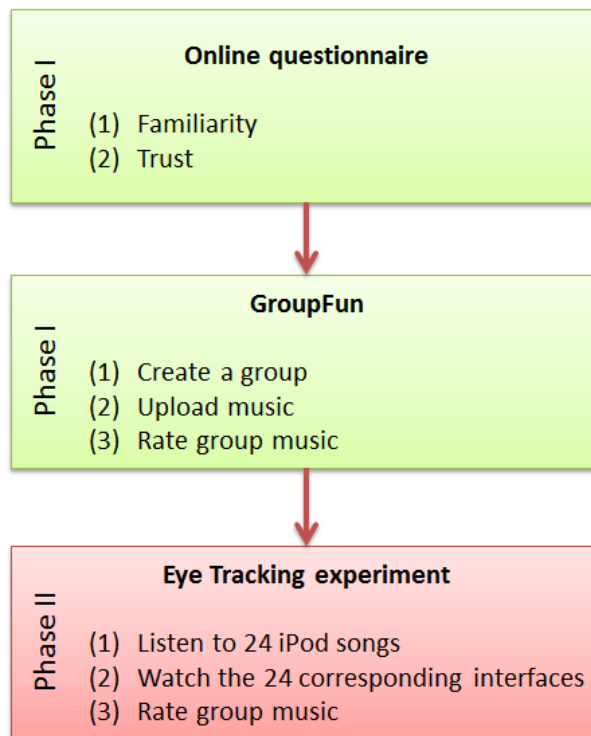 Phase I
Online questionnaire
(1) Familiarity
(2) Trust
Phase I
GroupFun
(1) Create a group
(2) Upload music
(3) Rate group music
Phase II
Eye Tracking experiment
(1) Listen to 24 iPod songs
(2) Watch the 24 corresponding interfaces
(3) Rate group music